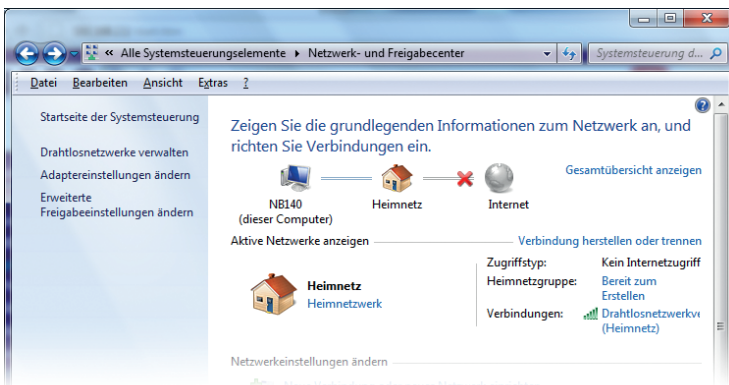 « Alle Systemsteuerungselemente ▸ Netzwerk- und Freigabecenter
Systemsteuerung d...
Datei Bearbeiten Ansicht Extras ?
Startseite der Systemsteuerung
Drahtlosnetzwerke verwalten
Adaptereinstellungen ändern
Erweiterte
Freigabeeinstellungen ändern
Zeigen Sie die grundlegenden Informationen zum Netzwerk an, und
richten Sie Verbindungen ein.
Gesamtübersicht anzeigen
NB140
(dieser Computer)
Heimnetz
Internet
Aktive Netzwerke anzeigen
Verbindung herstellen oder trennen
Heimnetz
Heimnetzwerk
Zugriffstyp: Kein Internetzugriff
Heimnetzgruppe: Bereit zum
Erstellen
Verbindungen: Drahtlosnetzwerkve
(Heimnetz)
Netzwerkeinstellungen ändern